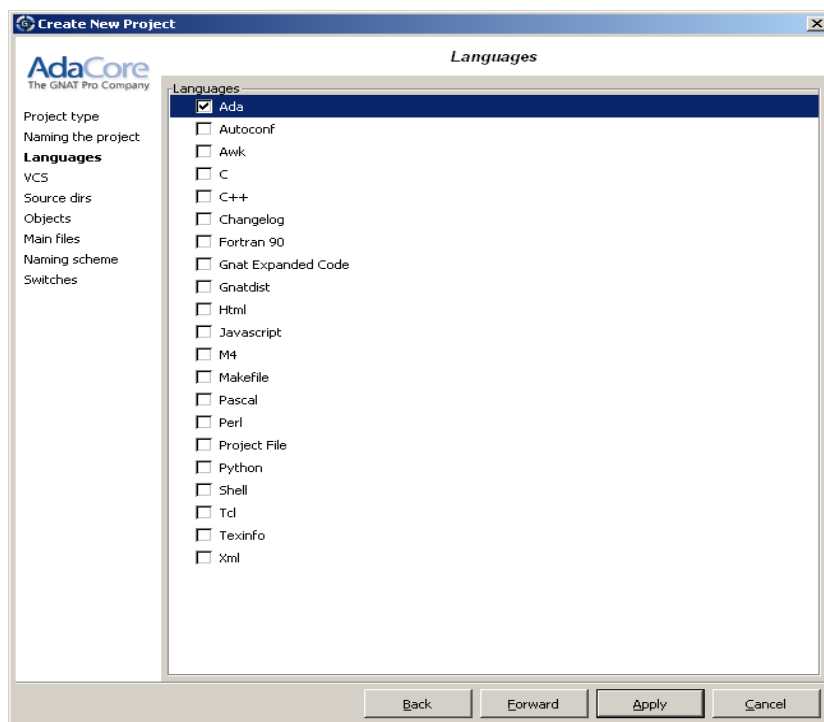 Create New Project
AdaCore
The GNAT Pro Company
Project type
Naming the project
Languages
VCS
Source dirs
Objects
Main files
Naming scheme
Switches
Languages
Languages
Ada
Autoconf
Awk
C
C++
Changelog
Fortran 90
Gnat Expanded Code
Gnatdist
Html
Javascript
M4
Makefile
Pascal
Perl
Project File
Python
Shell
Tcl
Texinfo
Xml
Back Forward Apply Cancel